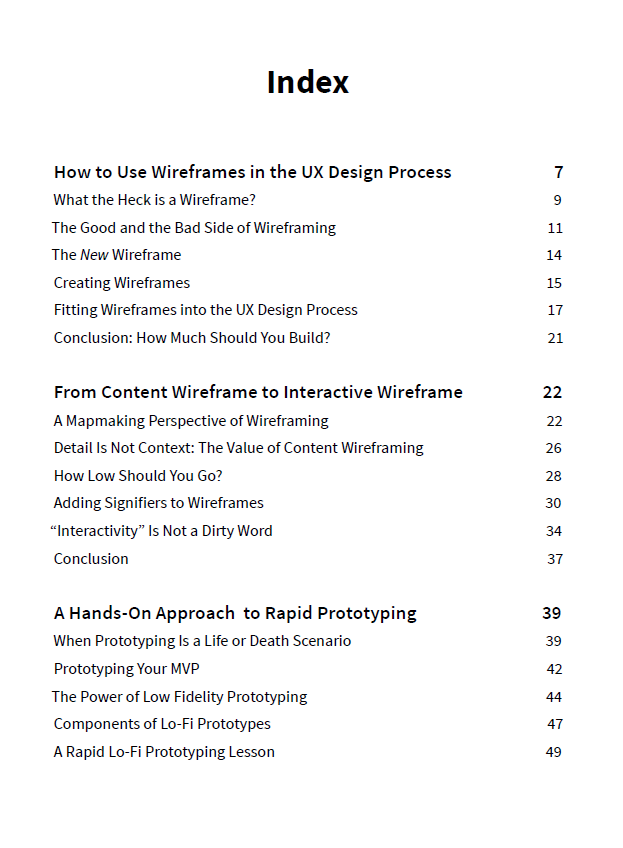 Index
How to Use Wireframes in the UX Design Process 7
What the Heck is a Wireframe? 9
The Good and the Bad Side of Wireframing 11
The New Wireframe 14
Creating Wireframes 15
Fitting Wireframes into the UX Design Process 17
Conclusion: How Much Should You Build? 21
From Content Wireframe to Interactive Wireframe 22
A Mapmaking Perspective of Wireframing 22
Detail Is Not Context: The Value of Content Wireframing 26
How Low Should You Go? 28
Adding Signifiers to Wireframes 30
“Interactivity” Is Not a Dirty Word 34
Conclusion 37
A Hands-On Approach to Rapid Prototyping 39
When Prototyping Is a Life or Death Scenario 39
Prototyping Your MVP 42
The Power of Low Fidelity Prototyping 44
Components of Lo-Fi Prototypes 47
A Rapid Lo-Fi Prototyping Lesson 49